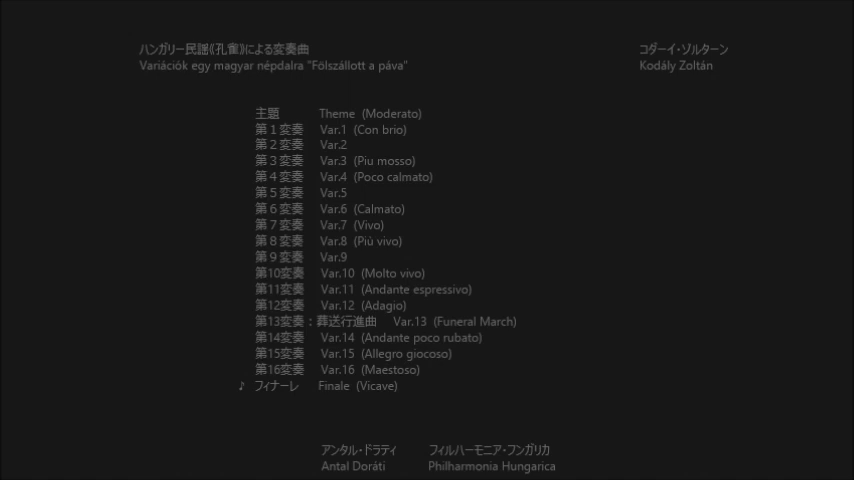 ハンガリー民謡《孔雀》による変奏曲 コダーイ・ゾルターン
Variációk egy magyar népdalra "Fölszállott a páva" Kodály Zoltán
主題 Theme (Moderato)
第１変奏 Var.1 (Con brio)
第２変奏 Var.2
第３変奏 Var.3 (Piu mosso)
第４変奏 Var.4 (Poco calmato)
第５変奏 Var.5
第６変奏 Var.6 (Calmato)
第７変奏 Var.7 (Vivo)
第８変奏 Var.8 (Più vivo)
第９変奏 Var.9
第10変奏 Var.10 (Molto vivo)
第11変奏 Var.11 (Andante espressivo)
第12変奏 Var.12 (Adagio)
第13変奏：葬送行進曲 Var.13 (Funeral March)
第14変奏 Var.14 (Andante poco rubato)
第15変奏 Var.15 (Allegro giocoso)
第16変奏 Var.16 (Maestoso)
♪ フィナーレ Finale (Vicave)
アンタル・ドラティ フィルハーモニア・フンガリカ
Antal Doráti Philharmonia Hungarica